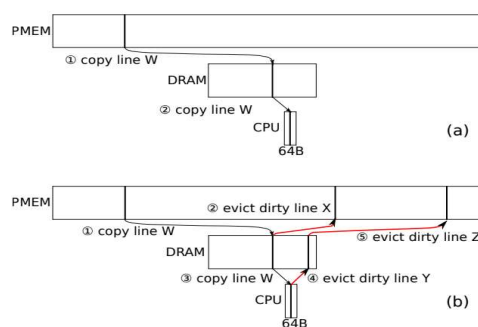 PMEM
① copy line W
DRAM
② copy line W
CPU
64B
(a)
PMEM
② evict dirty line X
① copy line W
⑤ evict dirty line Z
DRAM
③ copy line W
④ evict dirty line Y
CPU
64B
(b)